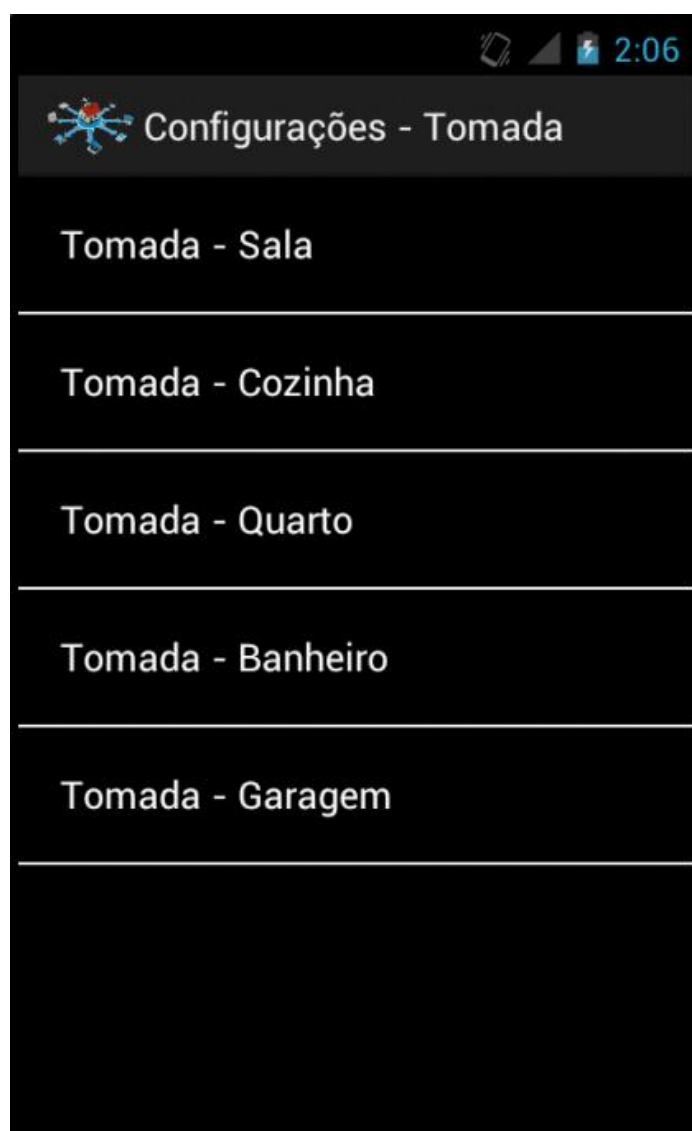 2:06
Configurações - Tomada
Tomada - Sala
Tomada - Cozinha
Tomada - Quarto
Tomada - Banheiro
Tomada - Garagem